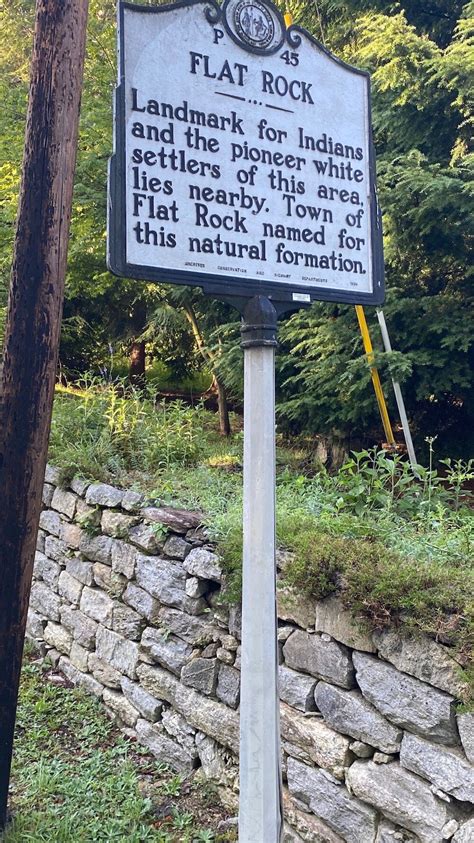 P 45
FLAT ROCK
Landmark for Indians
and the pioneer white
settlers of this area,
lies nearby. Town of
Flat Rock named for
this natural formation.